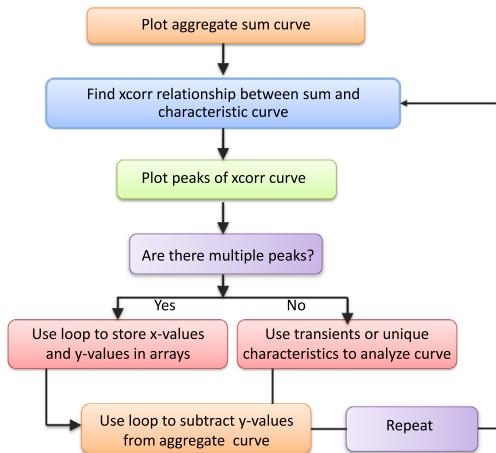 Plot aggregate sum curve
Find xcorr relationship between sum and
characteristic curve
Plot peaks of xcorr curve
Are there multiple peaks?
Yes
No
Use loop to store x-values
and y-values in arrays
Use transients or unique
characteristics to analyze curve
Use loop to subtract y-values
from aggregate curve
Repeat